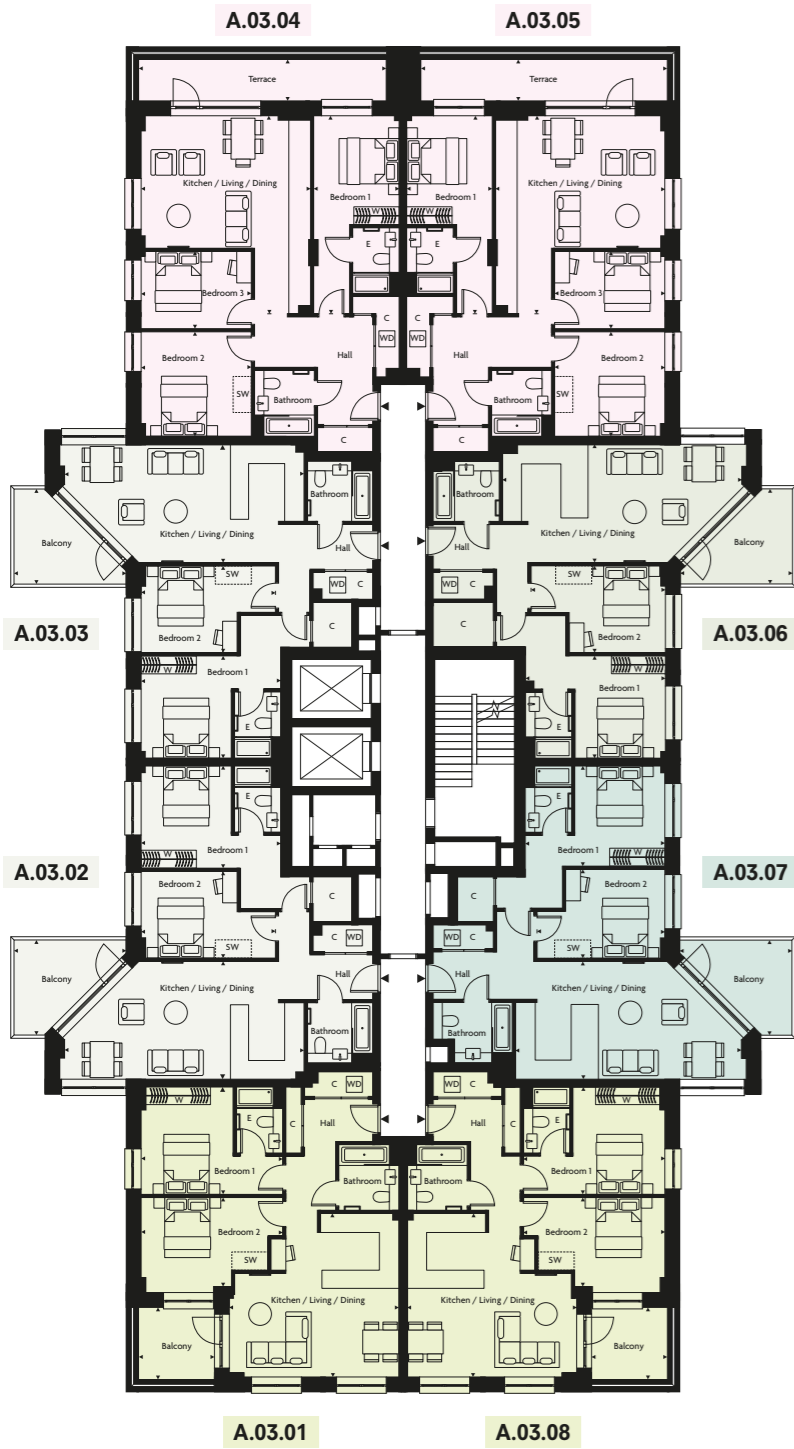 A.03.04
A.03.05
Terrace
Terrace
Kitchen / Living / Dining
Bedroom 1
W
E
Bedroom 3
Bedroom 2
SW
Bathroom
Hall
C
WD
C
Kitchen / Living / Dining
Bedroom 1
W
E
Bedroom 3
Bedroom 2
SW
Bathroom
Hall
C
WD
C
Kitchen / Living / Dining
Bathroom
Hall
Balcony
SW
WD
C
C
Bedroom 2
A.03.03
W
Bedroom 1
E
Bathroom
Hall
Kitchen / Living / Dining
Balcony
WD
C
SW
C
Bedroom 2
A.03.06
W
Bedroom 1
E
E
Bedroom 1
W
A.03.02
Bedroom 2
C
SW
C
WD
Balcony
Kitchen / Living / Dining
Hall
Bathroom
E
Bedroom 1
W
A.03.07
C
Bedroom 2
WD
C
SW
Hall
Kitchen / Living / Dining
Balcony
Bathroom
W
E
C
WD
C
Hall
Bedroom 1
Bathroom
Bedroom 2
SW
Kitchen / Living / Dining
Balcony
WD
C
C
Hall
E
W
Bedroom 1
Bathroom
Bedroom 2
SW
Kitchen / Living / Dining
Balcony
A.03.01
A.03.08